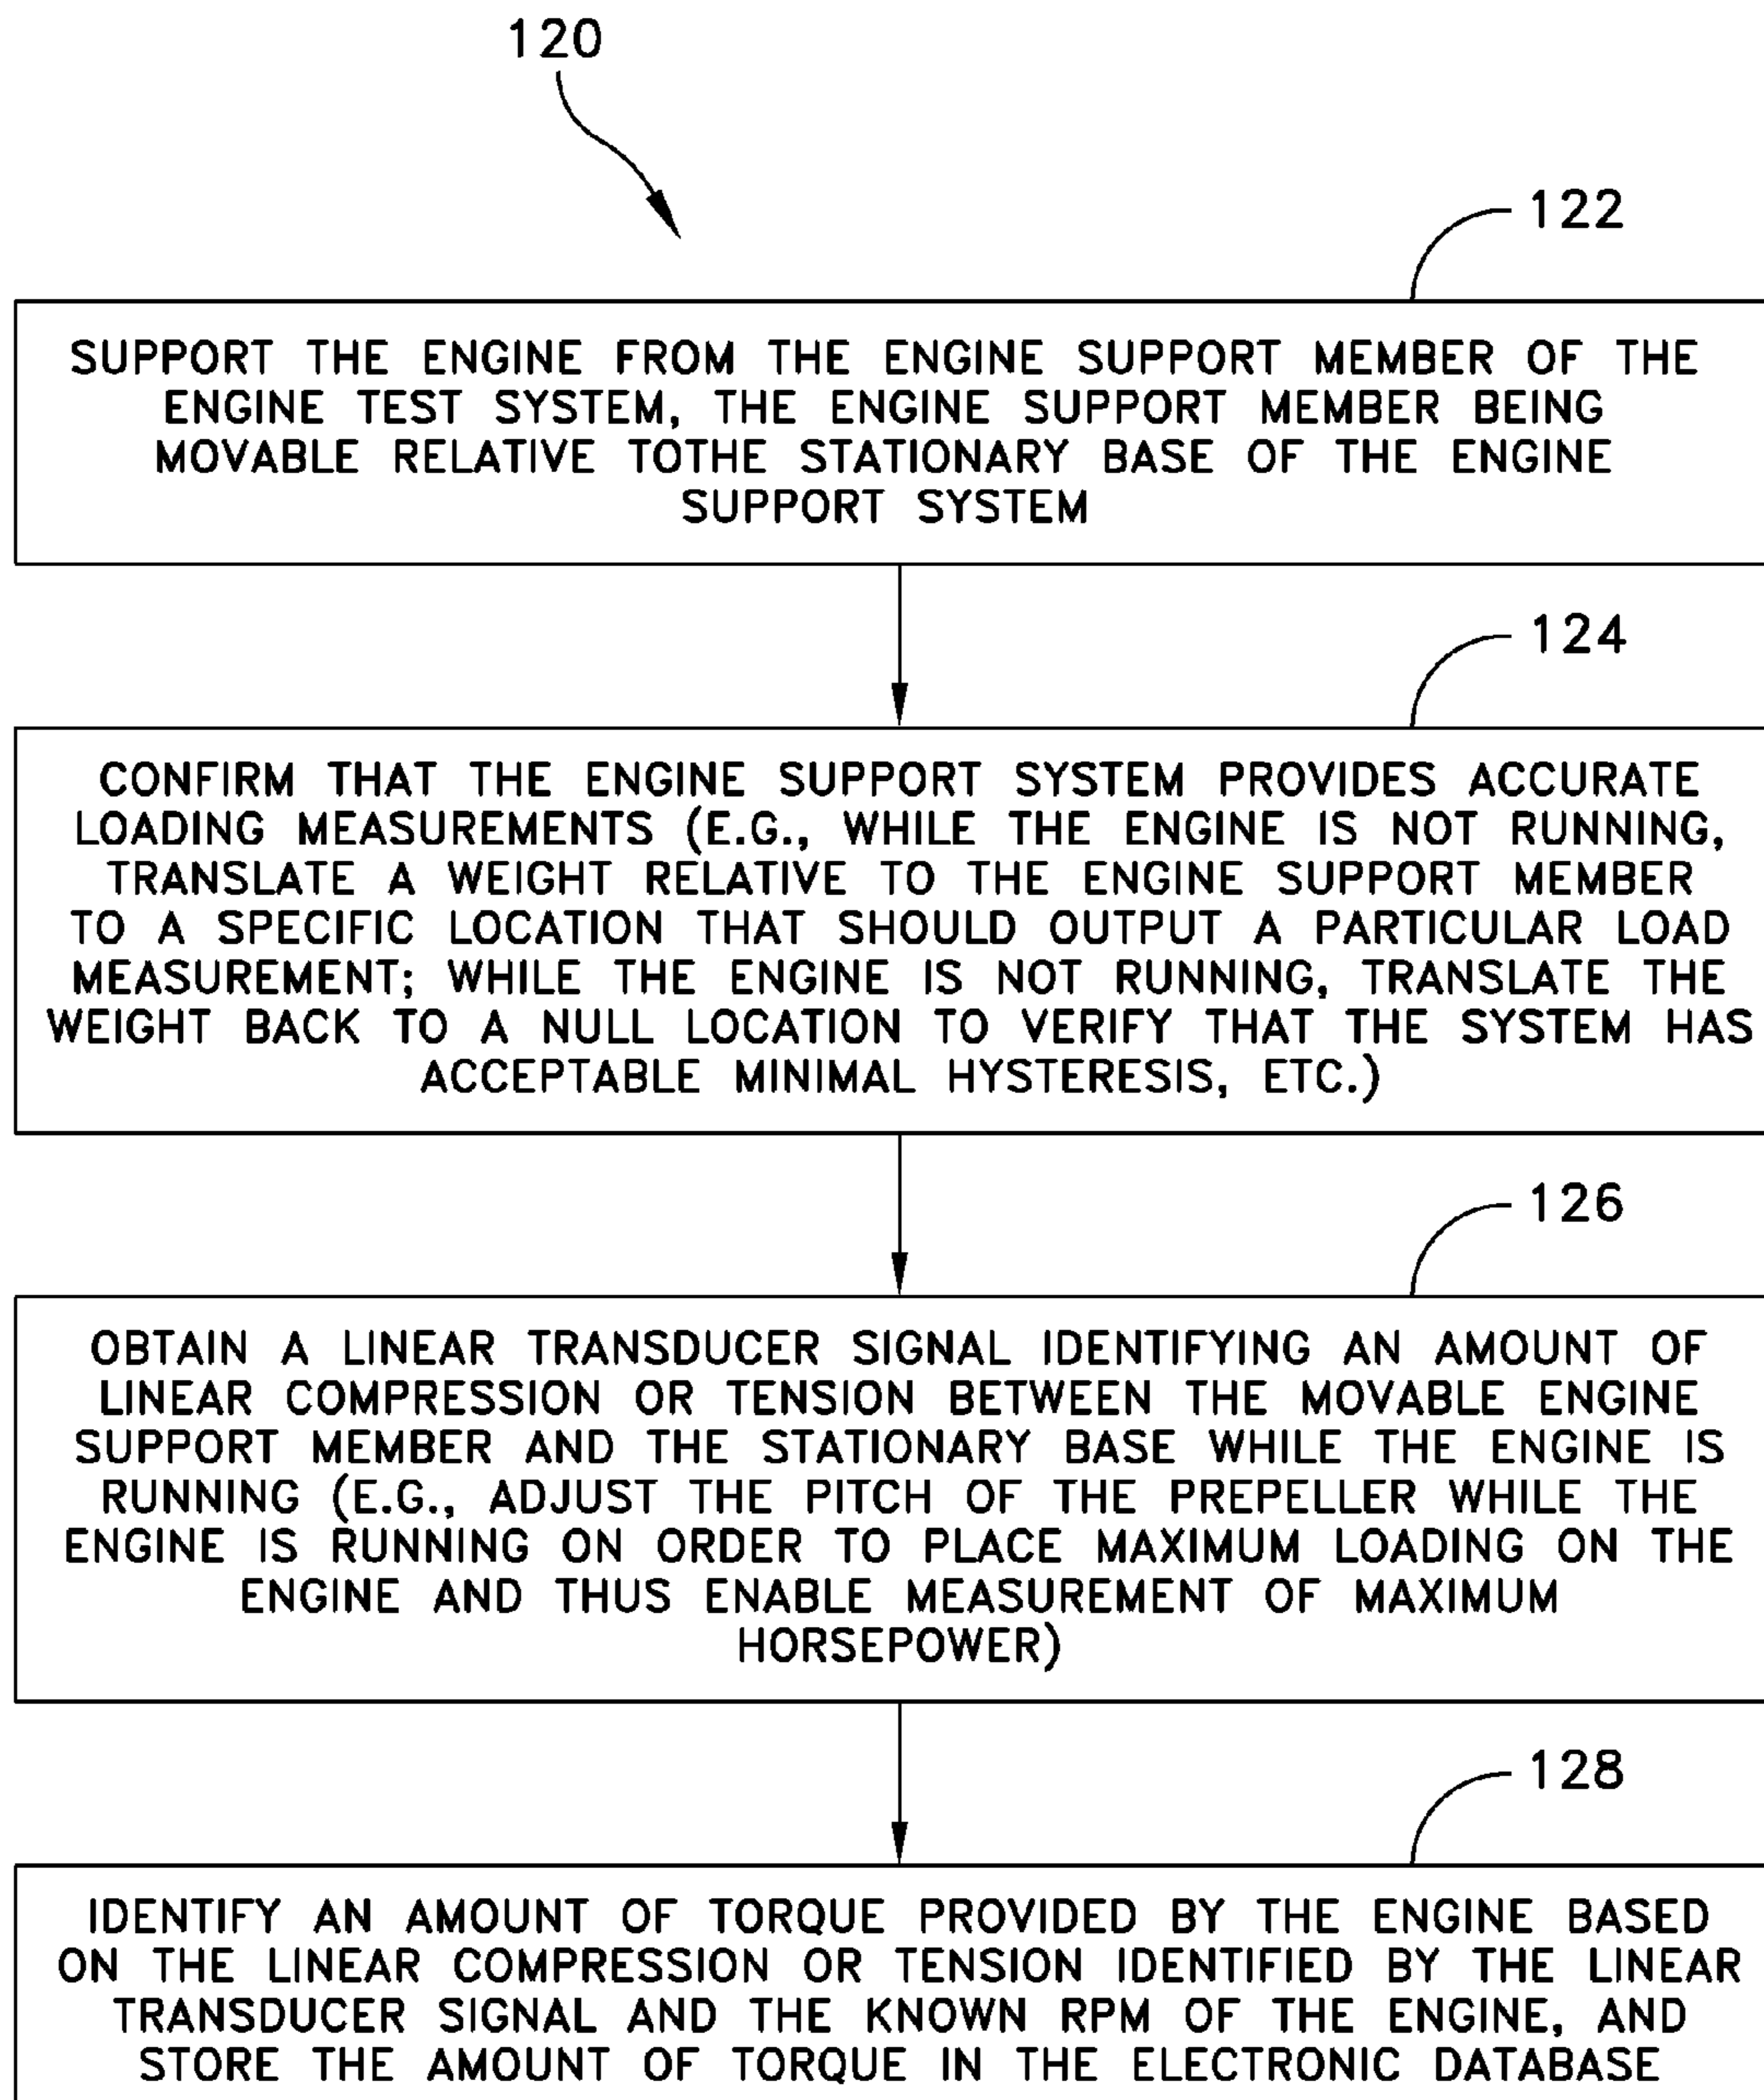 120
122
SUPPORT THE ENGINE FROM THE ENGINE SUPPORT MEMBER OF THE
ENGINE TEST SYSTEM, THE ENGINE SUPPORT MEMBER BEING
MOVABLE RELATIVE TOTHE STATIONARY BASE OF THE ENGINE
SUPPORT SYSTEM
124
CONFIRM THAT THE ENGINE SUPPORT SYSTEM PROVIDES ACCURATE
LOADING MEASUREMENTS (E.G., WHILE THE ENGINE IS NOT RUNNING,
TRANSLATE A WEIGHT RELATIVE TO THE ENGINE SUPPORT MEMBER
TO A SPECIFIC LOCATION THAT SHOULD OUTPUT A PARTICULAR LOAD
MEASUREMENT; WHILE THE ENGINE IS NOT RUNNING, TRANSLATE THE
WEIGHT BACK TO A NULL LOCATION TO VERIFY THAT THE SYSTEM HAS
ACCEPTABLE MINIMAL HYSTERESIS, ETC.)
126
OBTAIN A LINEAR TRANSDUCER SIGNAL IDENTIFYING AN AMOUNT OF
LINEAR COMPRESSION OR TENSION BETWEEN THE MOVABLE ENGINE
SUPPORT MEMBER AND THE STATIONARY BASE WHILE THE ENGINE IS
RUNNING (E.G., ADJUST THE PITCH OF THE PREPELLER WHILE THE
ENGINE IS RUNNING ON ORDER TO PLACE MAXIMUM LOADING ON THE
ENGINE AND THUS ENABLE MEASUREMENT OF MAXIMUM
HORSEPOWER)
128
IDENTIFY AN AMOUNT OF TORQUE PROVIDED BY THE ENGINE BASED
ON THE LINEAR COMPRESSION OR TENSION IDENTIFIED BY THE LINEAR
TRANSDUCER SIGNAL AND THE KNOWN RPM OF THE ENGINE, AND
STORE THE AMOUNT OF TORQUE IN THE ELECTRONIC DATABASE